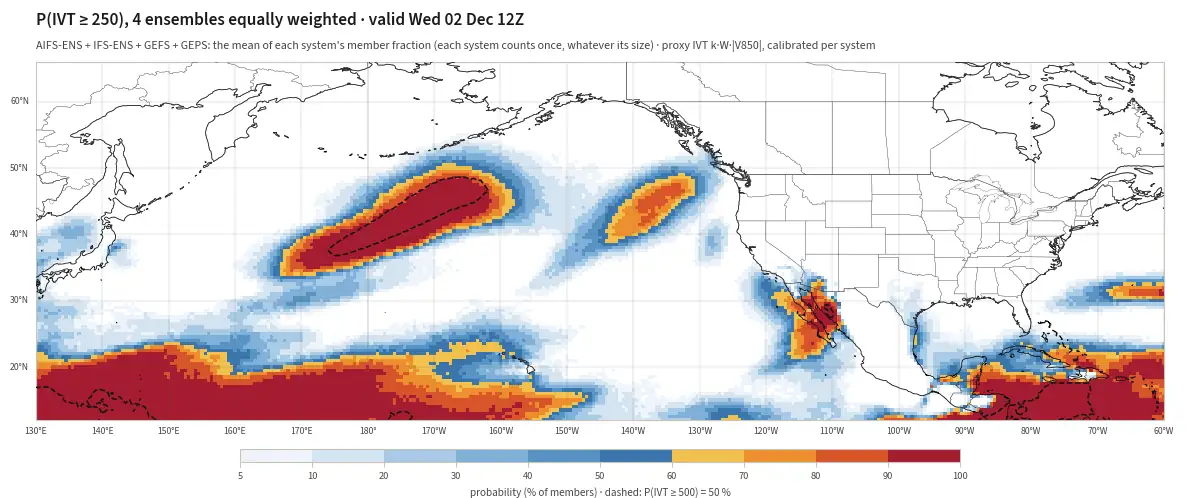 P(IVT ≥ 250), 4 ensembles equally weighted · valid Wed 02 Dec 12Z
AIFS-ENS + IFS-ENS + GEFS + GEPS: the mean of each system's member fraction (each system counts once, whatever its size) · proxy IVT k·W·|V850|, calibrated per system
60°N
50°N
40°N
30°N
20°N
130°E 140°E 150°E 160°E 170°E 180° 170°W 160°W 150°W 140°W 130°W 120°W 110°W 100°W 90°W 80°W 70°W 60°W
5 10 20 30 40 50 60 70 80 90 100
probability (% of members) · dashed: P(IVT ≥ 500) = 50 %